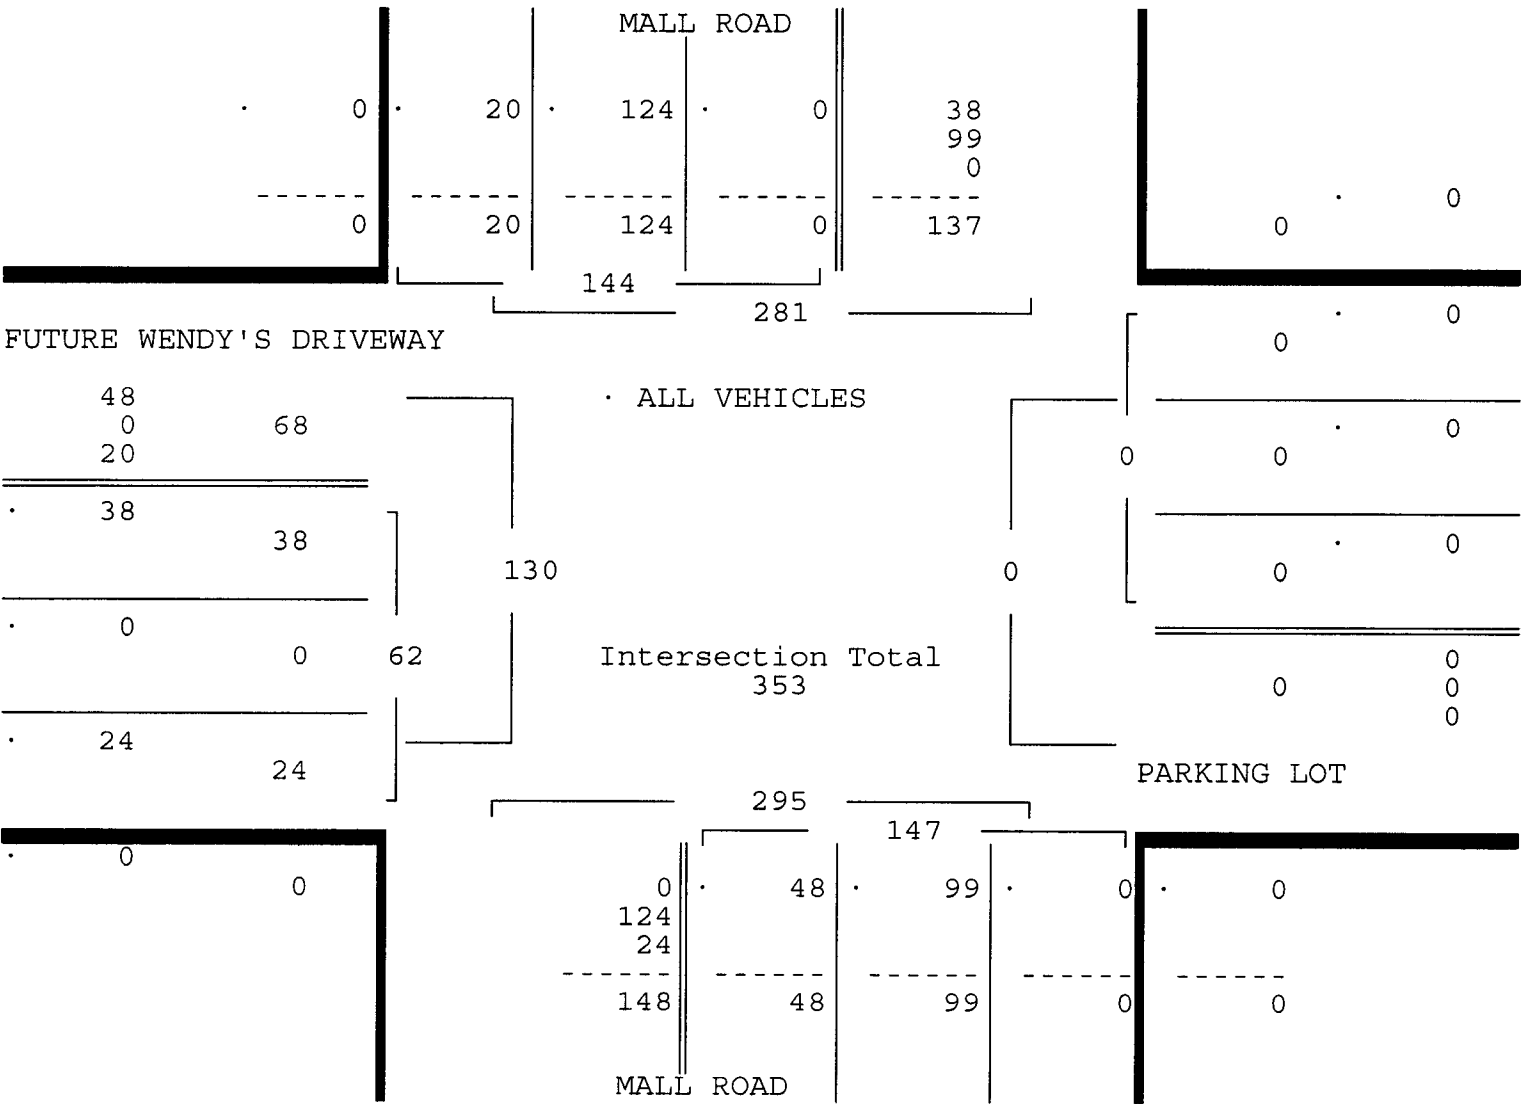 MALL ROAD
· 0 · 20 · 124 · 0 38
99
0
------ ------ ------ ------ ------
· 0
0 20 124 0 137 0
144
281 · 0
FUTURE WENDY'S DRIVEWAY 0
48 · ALL VEHICLES
0 68 · 0
20 0 0
· 38
38 · 0
130 0 0
· 0
0 62 Intersection Total 0
353 0 0
0
· 24
24 PARKING LOT
295
147
· 0
0 0 · 48 · 99 · 0 · 0
124
24
------ ------ ------ ------ ------
148 48 99 0 0
MALL ROAD